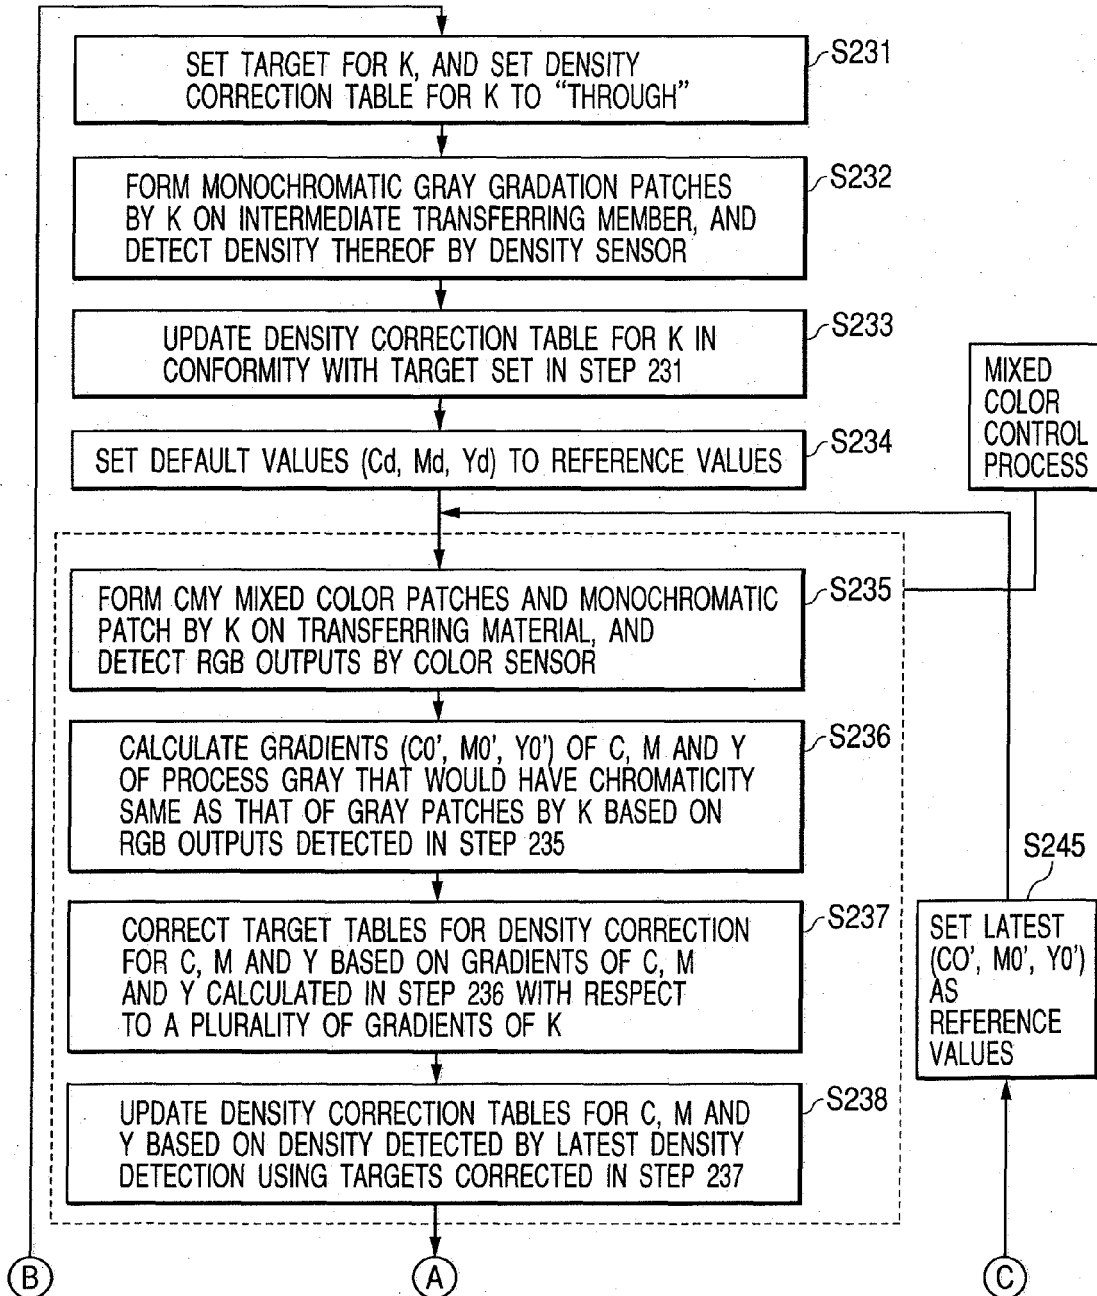 SET TARGET FOR K, AND SET DENSITY
CORRECTION TABLE FOR K TO “THROUGH”
S231
FORM MONOCHROMATIC GRAY GRADATION PATCHES
BY K ON INTERMEDIATE TRANSFERRING MEMBER, AND
DETECT DENSITY THEREOF BY DENSITY SENSOR
S232
UPDATE DENSITY CORRECTION TABLE FOR K IN
CONFORMITY WITH TARGET SET IN STEP 231
S233
SET DEFAULT VALUES (Cd, Md, Yd) TO REFERENCE VALUES
S234
MIXED
COLOR
CONTROL
PROCESS
FORM CMY MIXED COLOR PATCHES AND MONOCHROMATIC
PATCH BY K ON TRANSFERRING MATERIAL, AND
DETECT RGB OUTPUTS BY COLOR SENSOR
S235
CALCULATE GRADIENTS (C0', M0', Y0') OF C, M AND Y
OF PROCESS GRAY THAT WOULD HAVE CHROMATICITY
SAME AS THAT OF GRAY PATCHES BY K BASED ON
RGB OUTPUTS DETECTED IN STEP 235
S236
CORRECT TARGET TABLES FOR DENSITY CORRECTION
FOR C, M AND Y BASED ON GRADIENTS OF C, M
AND Y CALCULATED IN STEP 236 WITH RESPECT
TO A PLURALITY OF GRADIENTS OF K
S237
UPDATE DENSITY CORRECTION TABLES FOR C, M AND
Y BASED ON DENSITY DETECTED BY LATEST DENSITY
DETECTION USING TARGETS CORRECTED IN STEP 237
S238
S245
SET LATEST
(CO', M0', Y0')
AS
REFERENCE
VALUES
B
A
C